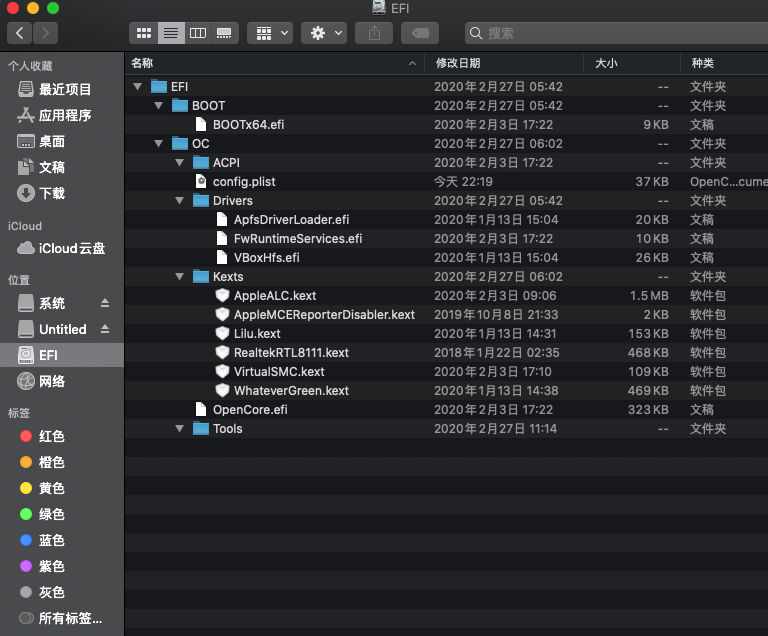 EFI
搜索
个人收藏
最近项目
应用程序
桌面
文稿
下载
iCloud
iCloud云盘
位置
系统
Untitled
EFI
网络
标签
红色
橙色
黄色
绿色
蓝色
紫色
灰色
所有标签...
名称 修改日期 大小 种类
EFI 2020年2月27日 05:42 -- 文件夹
BOOT 2020年2月27日 05:42 -- 文件夹
BOOTx64.efi 2020年2月3日 17:22 9 KB 文稿
OC 2020年2月27日 06:02 -- 文件夹
ACPI 2020年2月3日 17:22 -- 文件夹
config.plist 今天 22:19 37 KB OpenC...cume
Drivers 2020年2月27日 05:42 -- 文件夹
ApfsDriverLoader.efi 2020年1月13日 15:04 20 KB 文稿
FwRuntimeServices.efi 2020年2月3日 17:22 10 KB 文稿
VBoxHfs.efi 2020年1月13日 15:04 26 KB 文稿
Kexts 2020年2月27日 06:02 -- 文件夹
AppleALC.kext 2020年2月3日 09:06 1.5 MB 软件包
AppleMCEReporterDisabler.kext 2019年10月8日 21:33 2 KB 软件包
Lilu.kext 2020年1月13日 14:31 153 KB 软件包
RealtekRTL8111.kext 2018年1月22日 02:35 468 KB 软件包
VirtualSMC.kext 2020年2月3日 17:10 109 KB 软件包
WhateverGreen.kext 2020年1月13日 14:38 469 KB 软件包
OpenCore.efi 2020年2月3日 17:22 323 KB 文稿
Tools 2020年2月27日 11:14 -- 文件夹